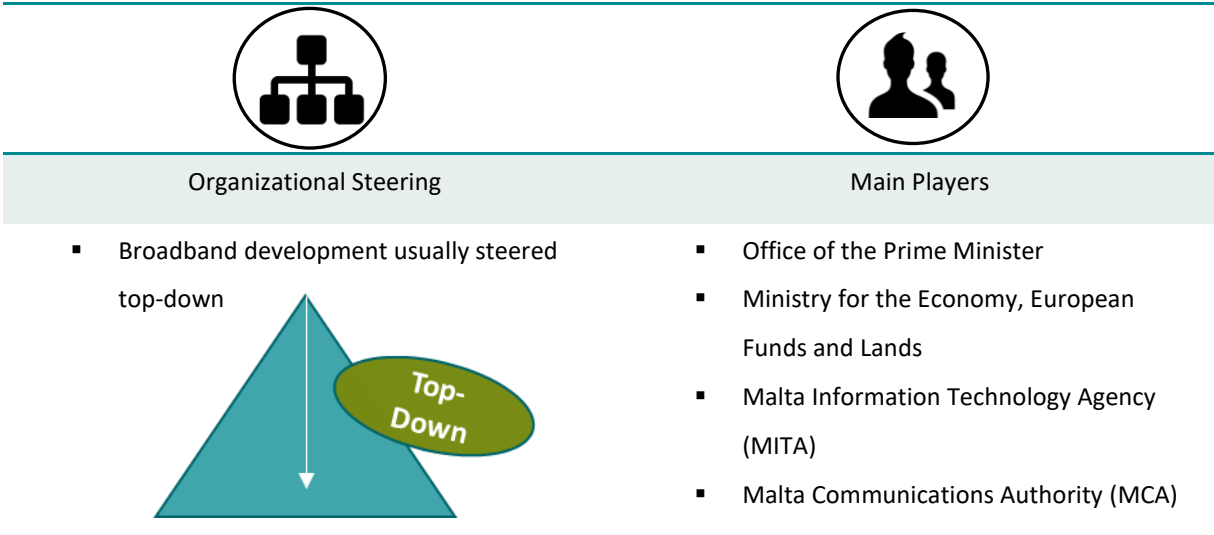 Organizational Steering
Main Players
▪ Broadband development usually steered
top-down
Top-
Down
▪ Office of the Prime Minister
▪ Ministry for the Economy, European
Funds and Lands
▪ Malta Information Technology Agency
(MITA)
▪ Malta Communications Authority (MCA)